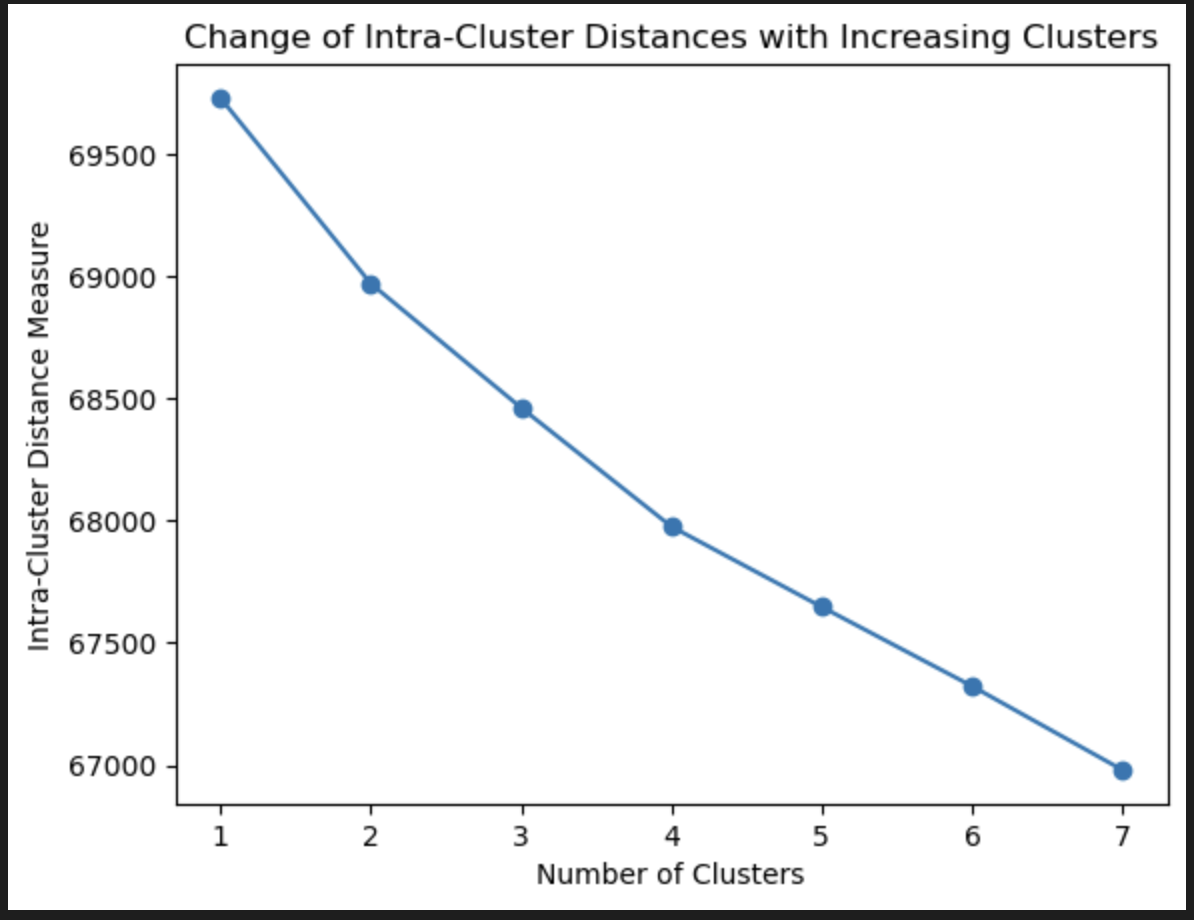 Change of Intra-Cluster Distances with Increasing Clusters
Intra-Cluster Distance Measure
69500
69000
68500
68000
67500
67000
1 2 3 4 5 6 7
Number of Clusters